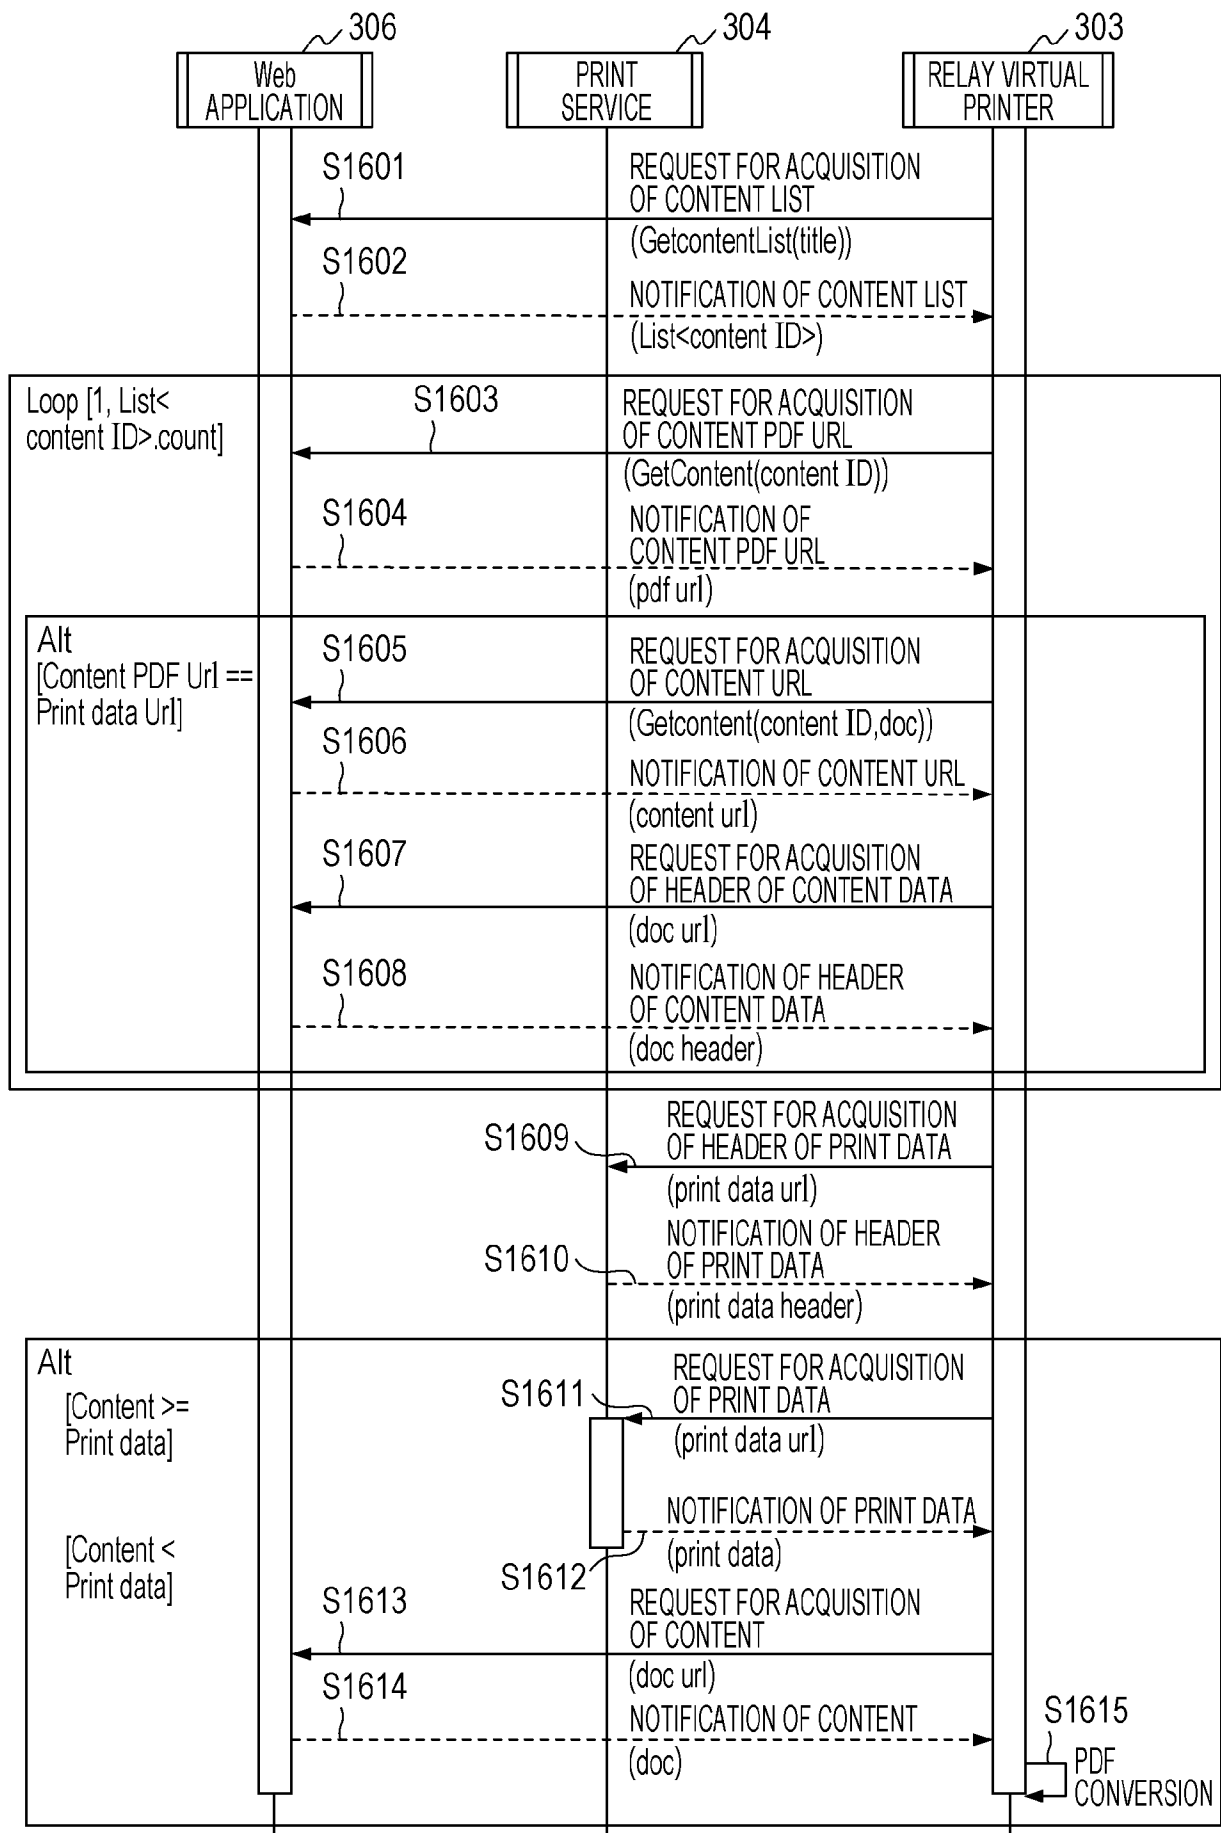 306
304
303
Web
APPLICATION
PRINT
SERVICE
RELAY VIRTUAL
PRINTER
S1601
REQUEST FOR ACQUISITION
OF CONTENT LIST
(GetcontentList(title))
S1602
NOTIFICATION OF CONTENT LIST
(List<content ID>)
Loop [1, List<
content ID>.count]
S1603
REQUEST FOR ACQUISITION
OF CONTENT PDF URL
(GetContent(content ID))
S1604
NOTIFICATION OF
CONTENT PDF URL
(pdf url)
Alt
[Content PDF Url ==
Print data Url]
S1605
REQUEST FOR ACQUISITION
OF CONTENT URL
(Getcontent(content ID,doc))
S1606
NOTIFICATION OF CONTENT URL
(content url)
S1607
REQUEST FOR ACQUISITION
OF HEADER OF CONTENT DATA
(doc url)
S1608
NOTIFICATION OF HEADER
OF CONTENT DATA
(doc header)
S1609
REQUEST FOR ACQUISITION
OF HEADER OF PRINT DATA
(print data url)
S1610
NOTIFICATION OF HEADER
OF PRINT DATA
(print data header)
Alt
[Content >=
Print data]
S1611
REQUEST FOR ACQUISITION
OF PRINT DATA
(print data url)
NOTIFICATION OF PRINT DATA
(print data)
S1612
[Content <
Print data]
S1613
REQUEST FOR ACQUISITION
OF CONTENT
(doc url)
S1614
NOTIFICATION OF CONTENT
(doc)
S1615
PDF
CONVERSION